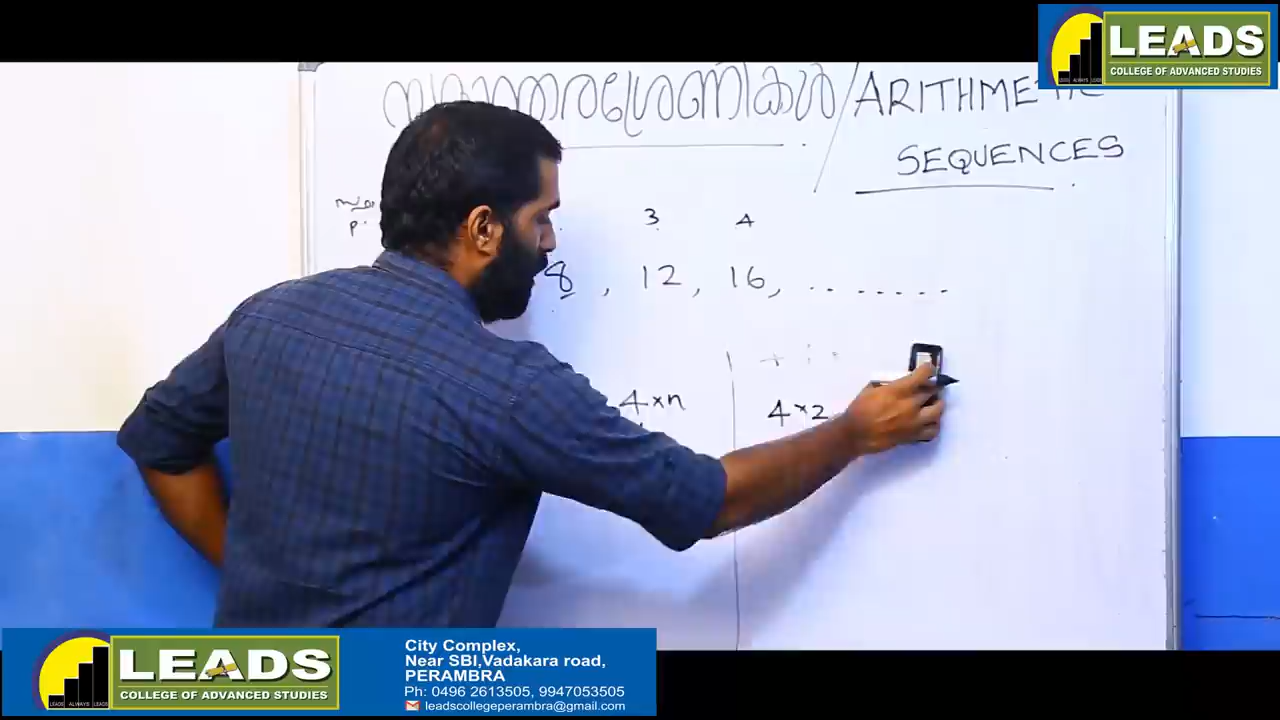 LEADS
COLLEGE OF ADVANCED STUDIES
സമാന്തരശ്രേണികൾ / ARITHMETIC
SEQUENCES
3 4
8, 12, 16, ........
4×n 4×2
LEADS
COLLEGE OF ADVANCED STUDIES
City Complex,
Near SBI,Vadakara road,
PERAMBRA
Ph: 0496 2613505, 9947053505
leadscollegeperambra@gmail.com